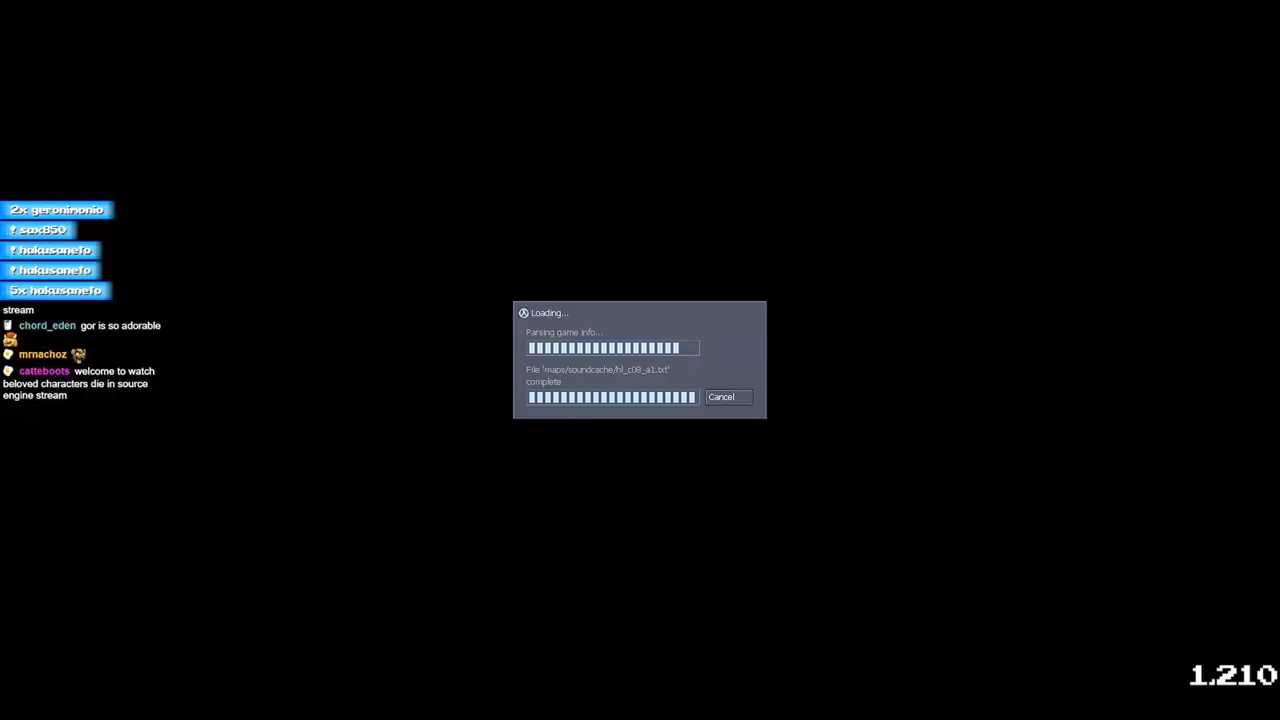 2x geronimonio
? sax850
? hakusanefo
? hakusanefo
5x hakusanefo
stream
chord_eden gor is so adorable
mrnachoz
catteboots welcome to watch
beloved characters die in source
engine stream
Loading...
Parsing game info...
File 'maps/soundcache/hl_c08_a1.txt'
complete
Cancel
1.210